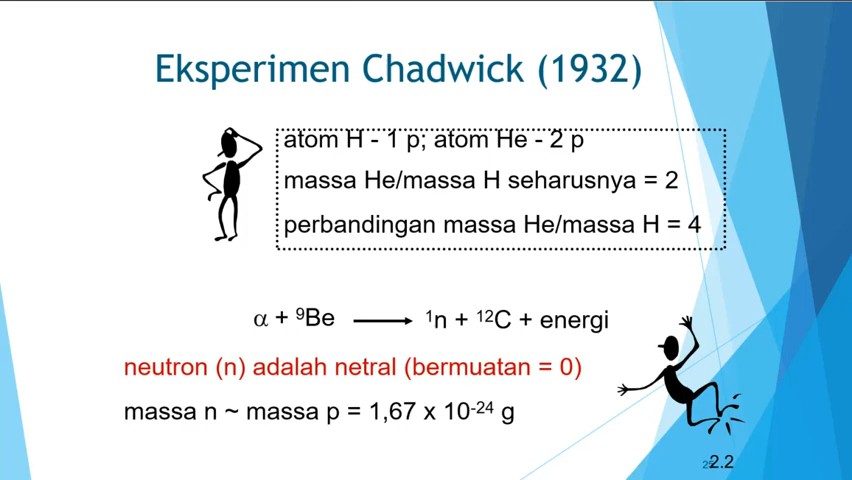 Eksperimen Chadwick (1932)
atom H - 1 p; atom He - 2 p
massa He/massa H seharusnya = 2
perbandingan massa He/massa H = 4
α + ⁹Be ⟶ ¹n + ¹²C + energi
neutron (n) adalah netral (bermuatan = 0)
massa n ~ massa p = 1,67 x 10⁻²⁴ g
2.2